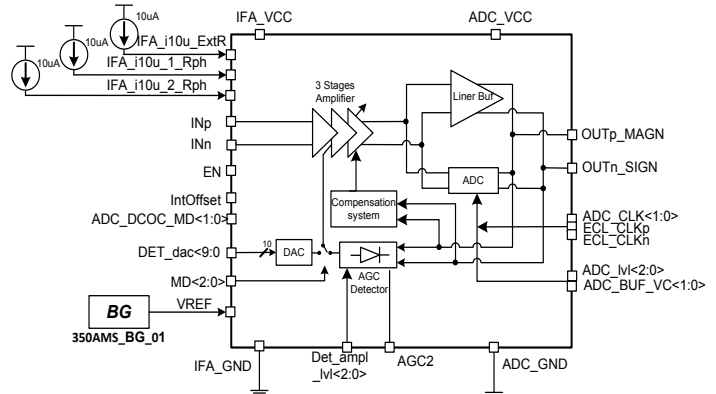 10uA
IFA_VCC
ADC_VCC
10uA
IFA_i10u_ExtR
10uA
IFA_i10u_1_Rph
IFA_i10u_2_Rph
3 Stages
Amplifier
Liner Buf
INp
INn
OUTp_MAGN
EN
OUTn_SIGN
ADC
IntOffset
Compensation
system
ADC_DCOC_MD<1:0>
ADC_CLK<1:0>
ECL_CLKp
ECL_CLKn
DET_dac<9:0
10
DAC
AGC
Detector
MD<2:0>
ADC_lvl<2:0>
ADC_BUF_VC<1:0>
BG
VREF
350AMS_BG_01
IFA_GND
Det_ampl
_lvl<2:0>
AGC2
ADC_GND